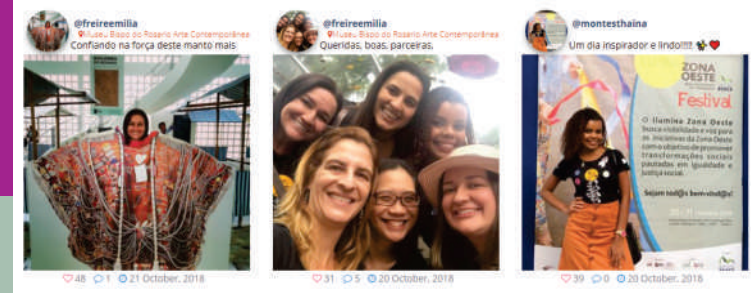 @freireemilia
Museu Bispo do Rosario Arte Contemporânea
Confiando na força deste manto mais
48 1 21 October, 2018
@freireemilia
Museu Bispo do Rosario Arte Contemporânea
Queridas, boas, parceiras,
31 5 20 October, 2018
@montesthaina
Um dia inspirador e lindo!!!!!
ZONA
OESTE
Festival
O Ilumina Zona Oeste
busca visibilidade e voz para
as iniciativas da Zona Oeste
com o objetivo de promover
transformações sociais
pautadas em igualdade e
justiça social.
Sejam tod@s bem-vind@s!
39 0 20 October, 2018